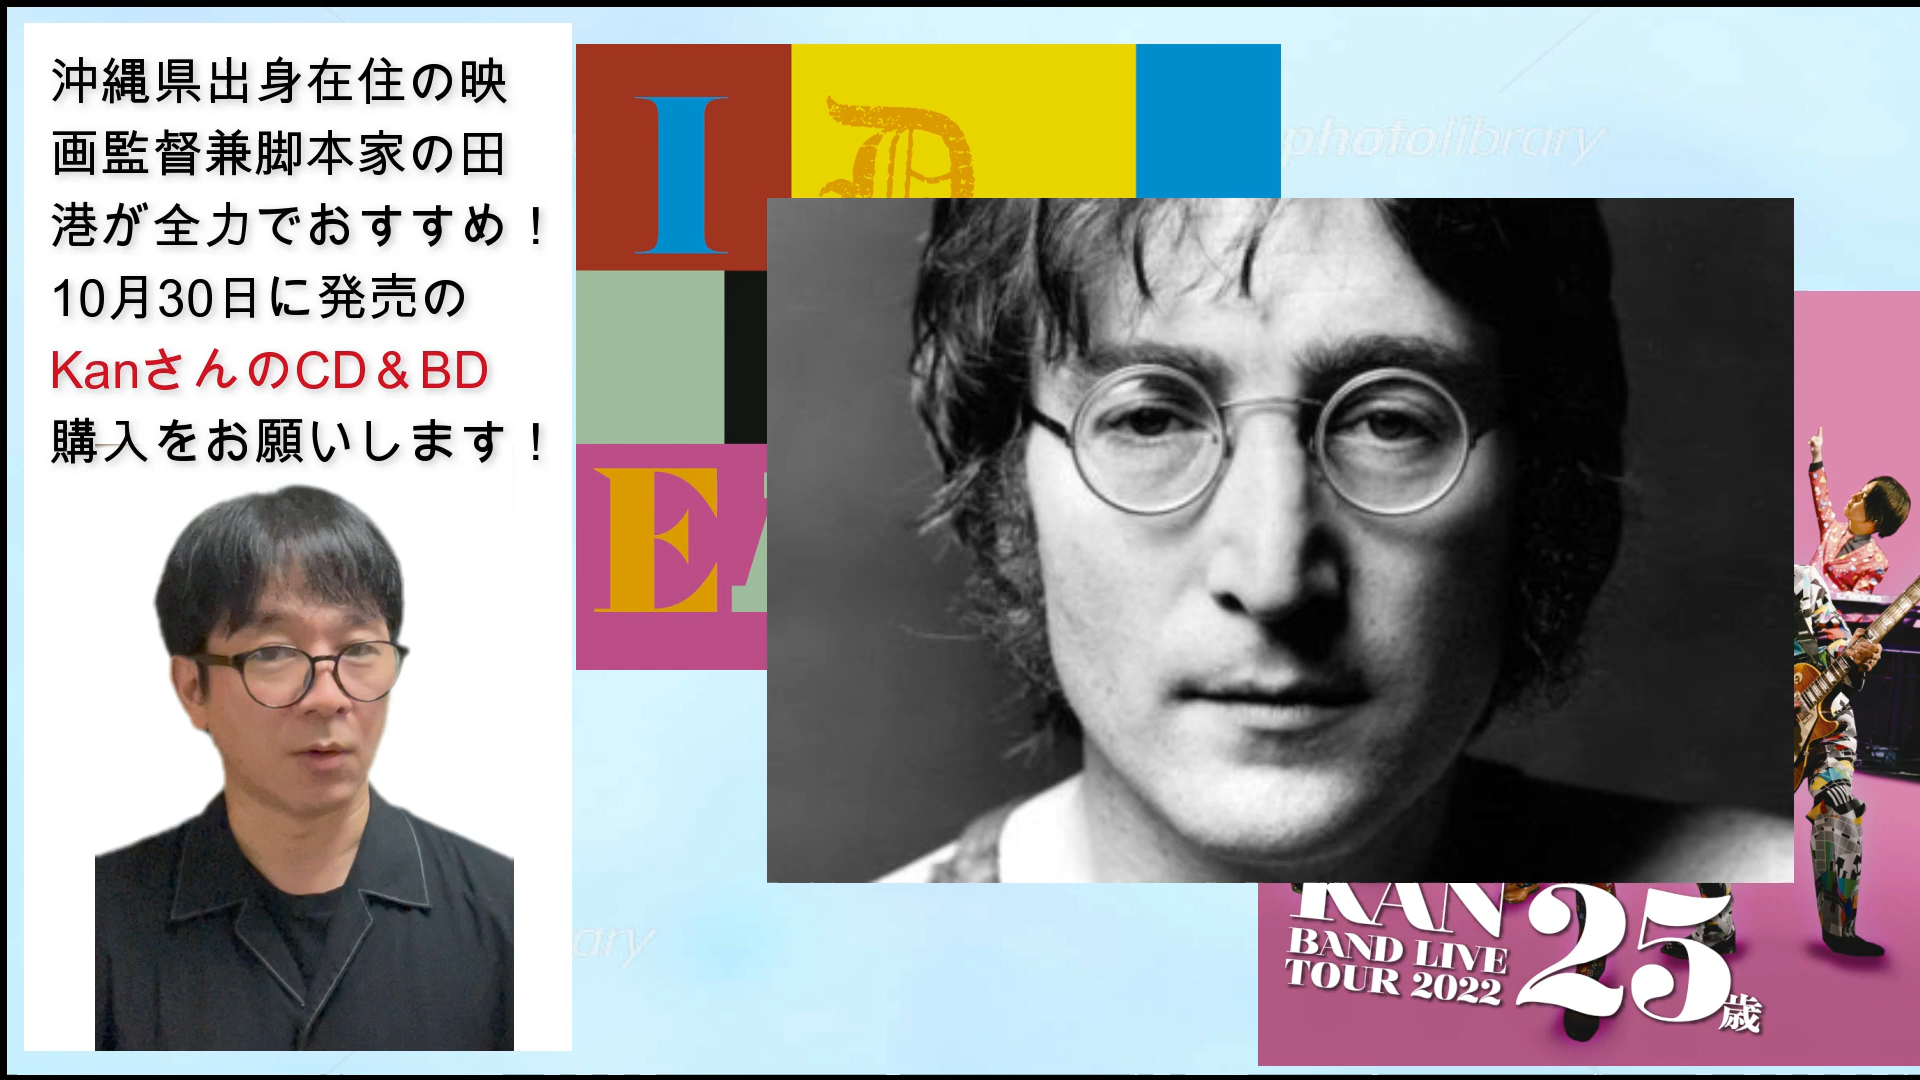 沖縄県出身在住の映
画監督兼脚本家の田
港が全力でおすすめ！
10月30日に発売の
KanさんのCD＆BD
購入をお願いします！
I D
E
photolibrary
ary
KAN
BAND LIVE
TOUR 2022
25歳